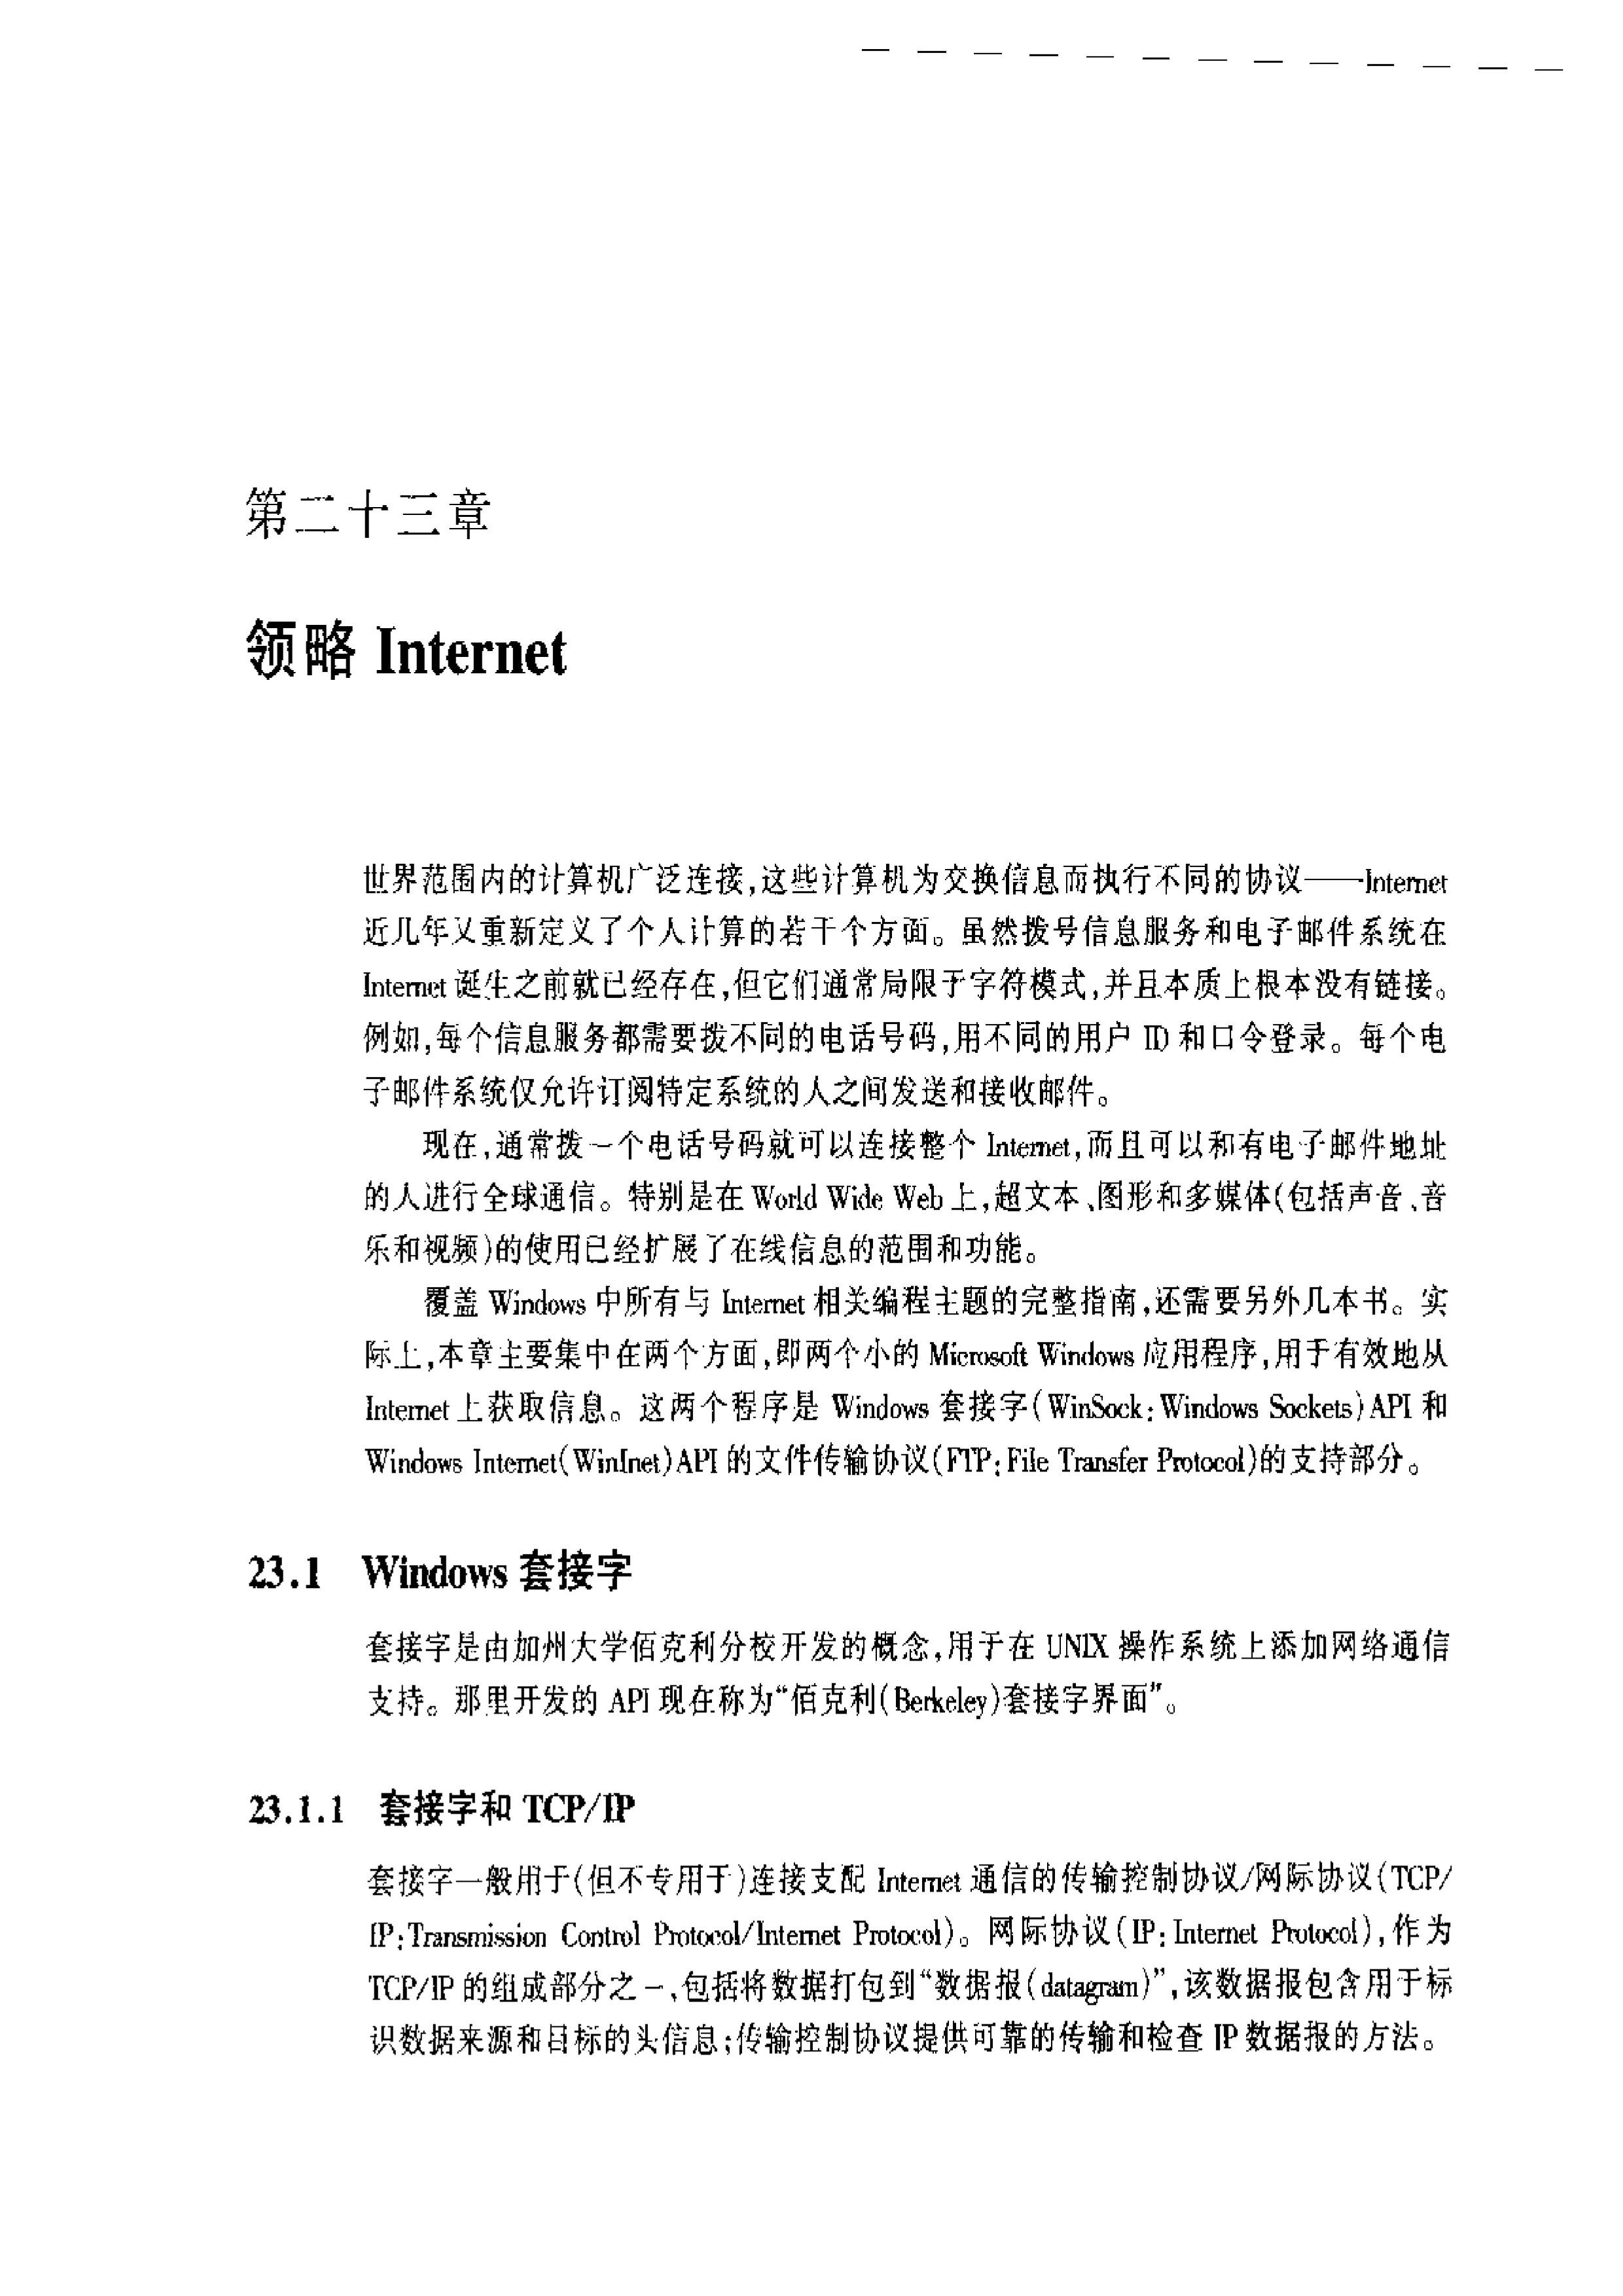 第二十三章
领略 Internet
世界范围内的计算机广泛连接,这些计算机为交换信息而执行不同的协议——Internet
近几年又重新定义了个人计算的若干个方面。虽然拨号信息服务和电子邮件系统在
Internet 诞生之前就已经存在,但它们通常局限于字符模式,并且本质上根本没有链接。
例如,每个信息服务都需要拨不同的电话号码,用不同的用户 ID 和口令登录。每个电
子邮件系统仅允许订阅特定系统的人之间发送和接收邮件。
现在,通常拨一个电话号码就可以连接整个 Internet,而且可以和有电子邮件地址
的人进行全球通信。特别是在 World Wide Web 上,超文本、图形和多媒体(包括声音、音
乐和视频)的使用已经扩展了在线信息的范围和功能。
覆盖 Windows 中所有与 Internet 相关编程主题的完整指南,还需要另外几本书。实
际上,本章主要集中在两个方面,即两个小的 Microsoft Windows 应用程序,用于有效地从
Internet 上获取信息。这两个程序是 Windows 套接字(WinSock:Windows Sockets)API 和
Windows Internet(WinInet)API 的文件传输协议(FTP:File Transfer Protocol)的支持部分。
23.1 Windows 套接字
套接字是由加州大学佰克利分校开发的概念,用于在 UNIX 操作系统上添加网络通信
支持。那里开发的 API 现在称为“佰克利(Berkeley)套接字界面”。
23.1.1 套接字和 TCP/IP
套接字一般用于(但不专用于)连接支配 Internet 通信的传输控制协议/网际协议(TCP/
IP:Transmission Control Protocol/Internet Protocol)。网际协议(IP:Internet Protocol),作为
TCP/IP 的组成部分之一,包括将数据打包到“数据报(datagram)”,该数据报包含用于标
识数据来源和目标的头信息;传输控制协议提供可靠的传输和检查 IP 数据报的方法。